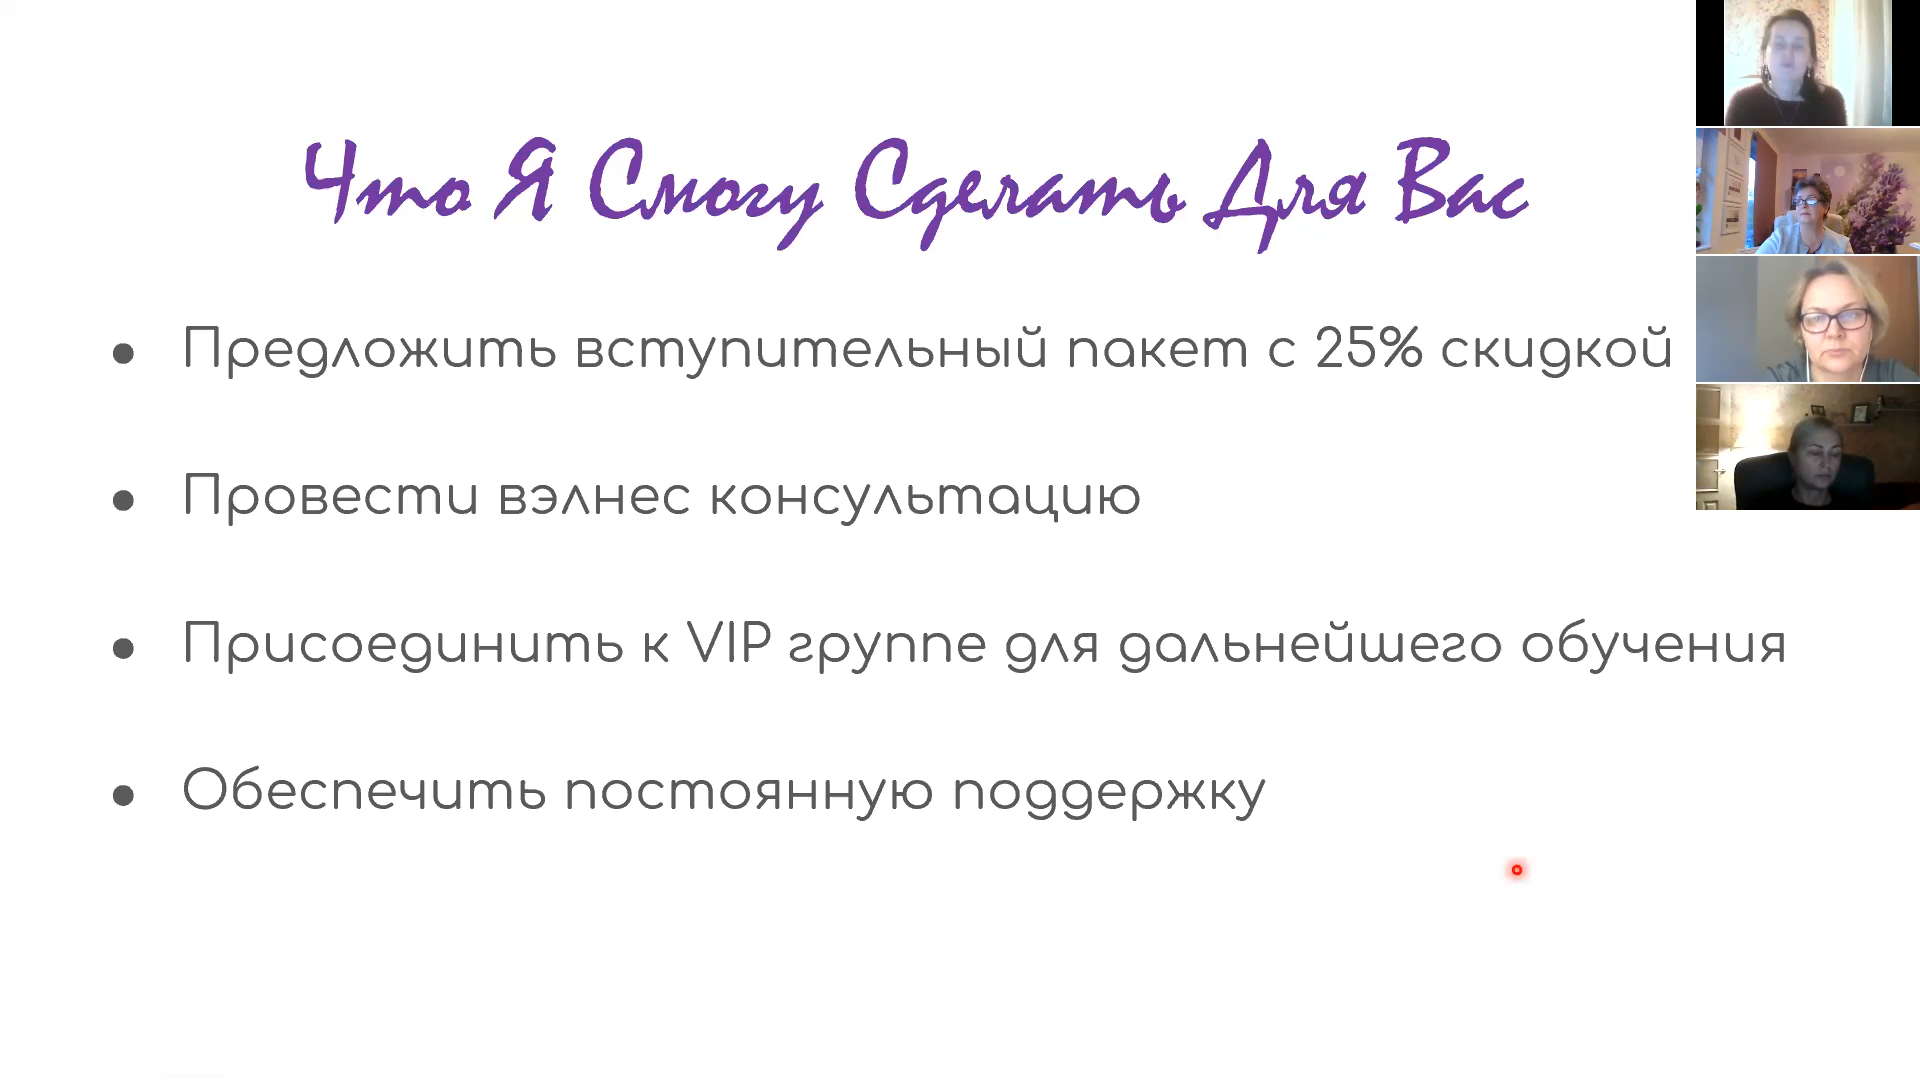 Что Я Смогу Сделать Для Вас
● Предложить вступительный пакет с 25% скидкой
● Провести вэлнес консультацию
● Присоединить к VIP группе для дальнейшего обучения
● Обеспечить постоянную поддержку